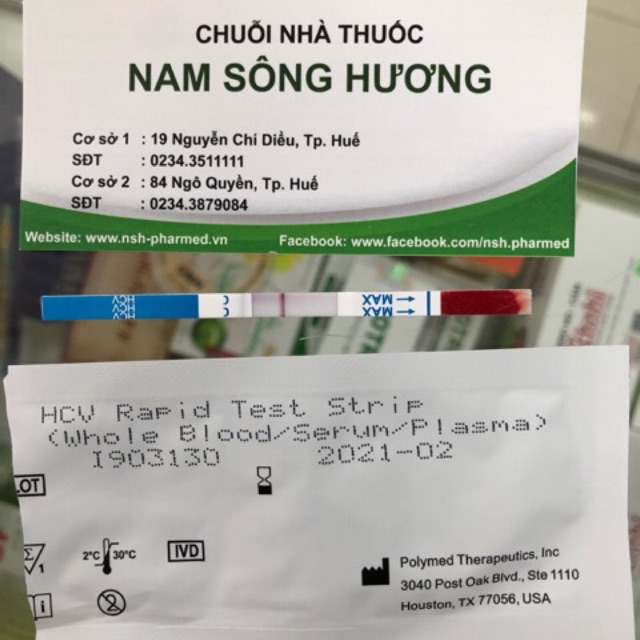 CHUỖI NHÀ THUỐC
NAM SÔNG HƯƠNG
Cơ sở 1 : 19 Nguyễn Chí Diểu, Tp. Huế
SĐT : 0234.3511111
Cơ sở 2 : 84 Ngô Quyền, Tp. Huế
SĐT : 0234.3879084
Website: www.nsh-pharmed.vn Facebook: www.facebook.com/nsh.pharmed
HCV
HCV
C
C
MAX
MAX
HCV Rapid Test Strip
(Whole Blood/Serum/Plasma)
I903130 2021-02
LOT
Σ 1
2°C 30°C
IVD
i
2
Polymed Therapeutics, Inc
3040 Post Oak Blvd., Ste 1110
Houston, TX 77056, USA